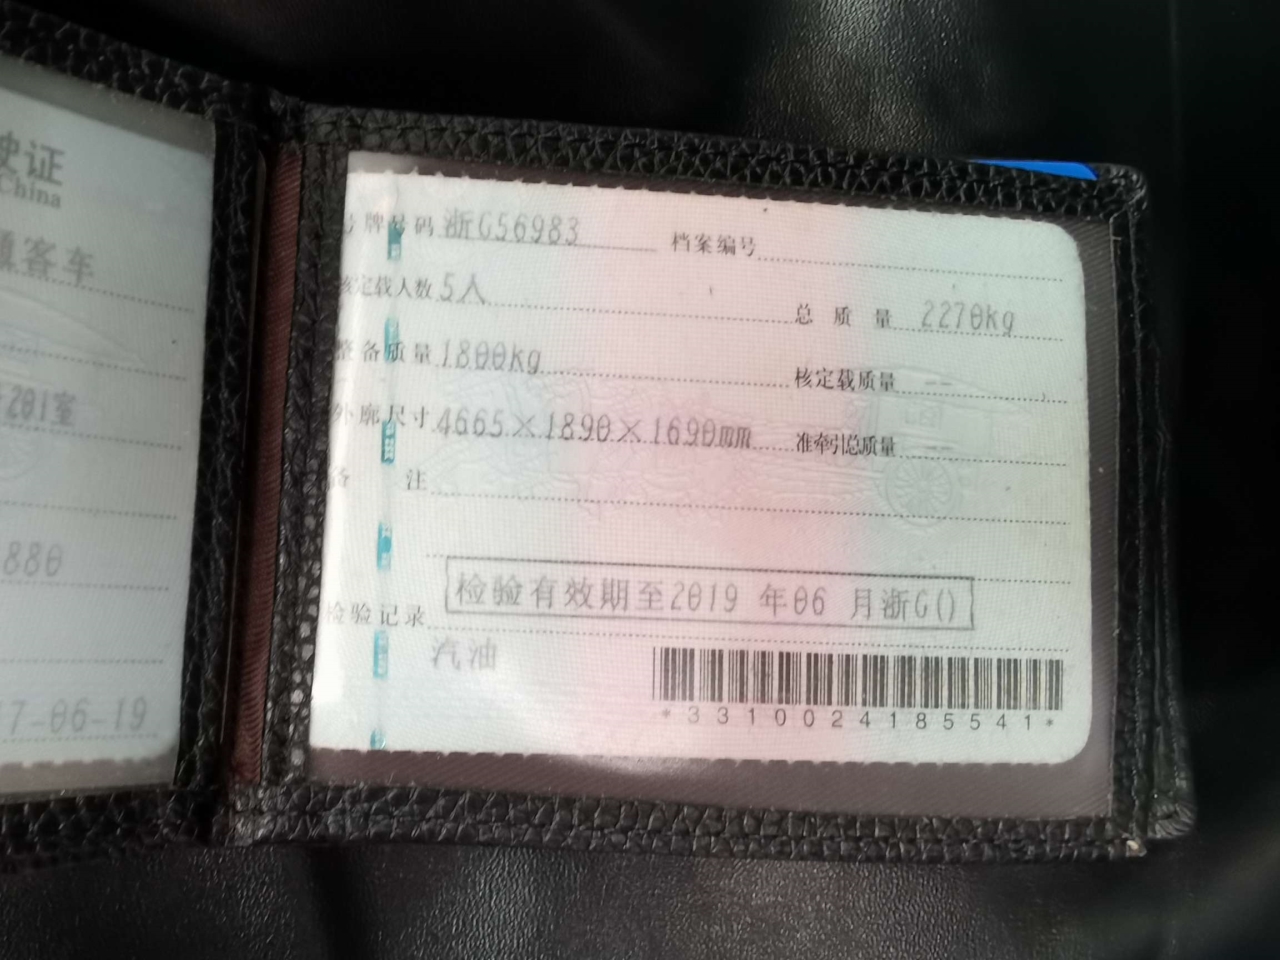 驶证
China
通客车
201室
880
7-06-19
号牌号码 浙G56983 档案编号
核定载人数 5人 总质量 2270kg
整备质量 1800kg 核定载质量 --
外廓尺寸 4665×1890×1690mm 准牵引总质量 --
备注
检验记录 检验有效期至2019 年06 月浙G()
汽油
*3310024185541*